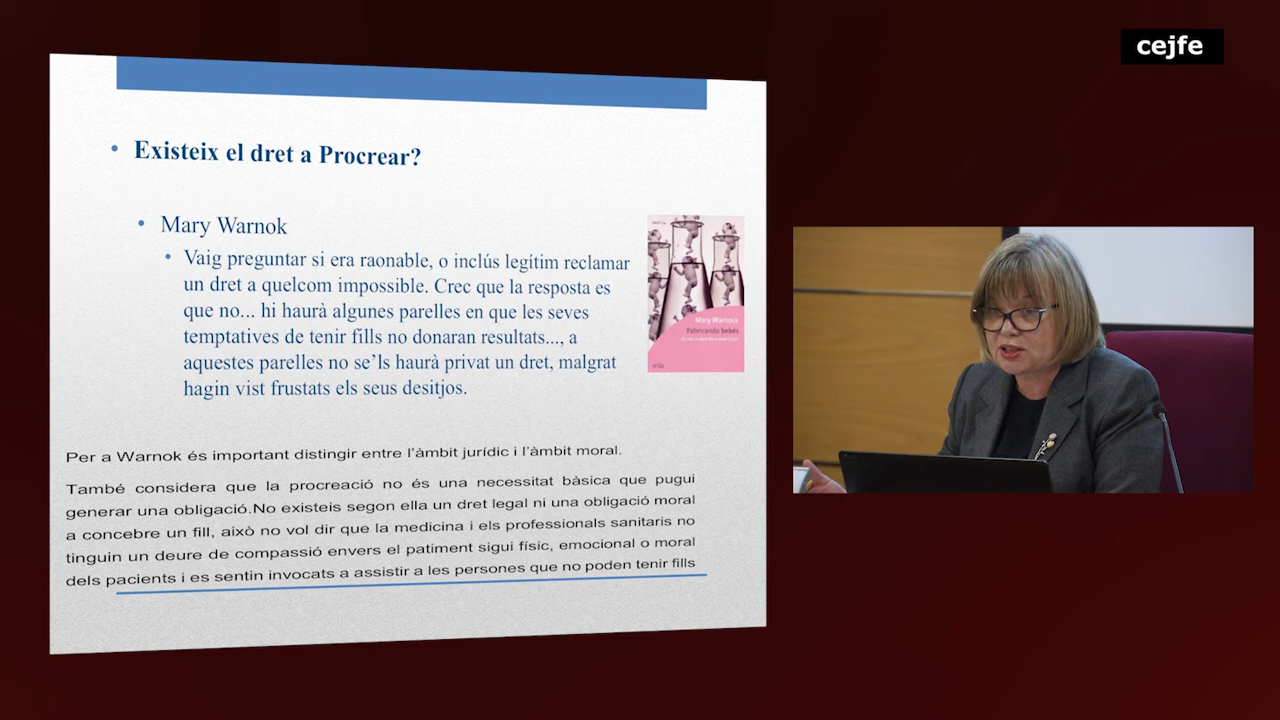 cejfe
Existeix el dret a Procrear?
Mary Warnok
Vaig preguntar si era raonable, o inclús legítim reclamar
un dret a quelcom impossible. Crec que la resposta es
que no... hi haurà algunes parelles en que les seves
temptatives de tenir fills no donaran resultats..., a
aquestes parelles no se’ls haurà privat un dret, malgrat
hagin vist frustats els seus desitjos.
Mary Warnock
Fabricando bebés
Per a Warnok és important distingir entre l’àmbit jurídic i l’àmbit moral.
També considera que la procreació no és una necessitat bàsica que pugui
generar una obligació.No existeis segon ella un dret legal ni una obligació moral
a concebre un fill, això no vol dir que la medicina i els professionals sanitaris no
tinguin un deure de compassió envers el patiment sigui físic, emocional o moral
dels pacients i es sentin invocats a assistir a les persones que no poden tenir fills